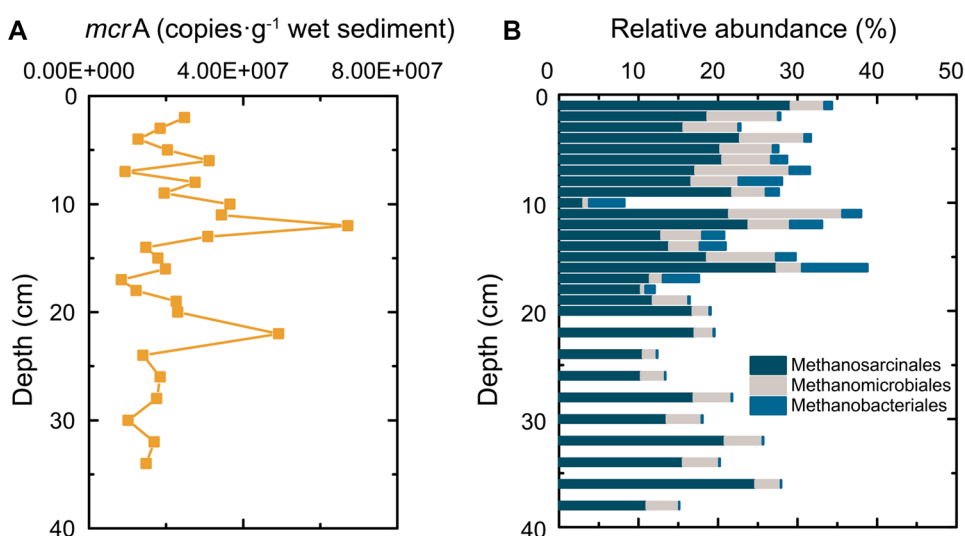 A
mcrA (copies·g-1 wet sediment)
0.00E+000 4.00E+007 8.00E+007
0
10
20
30
40
Depth (cm)
B
Relative abundance (%)
0 10 20 30 40 50
0
10
20
30
40
Depth (cm)
Methanosarcinales
Methanomicrobiales
Methanobacteriales